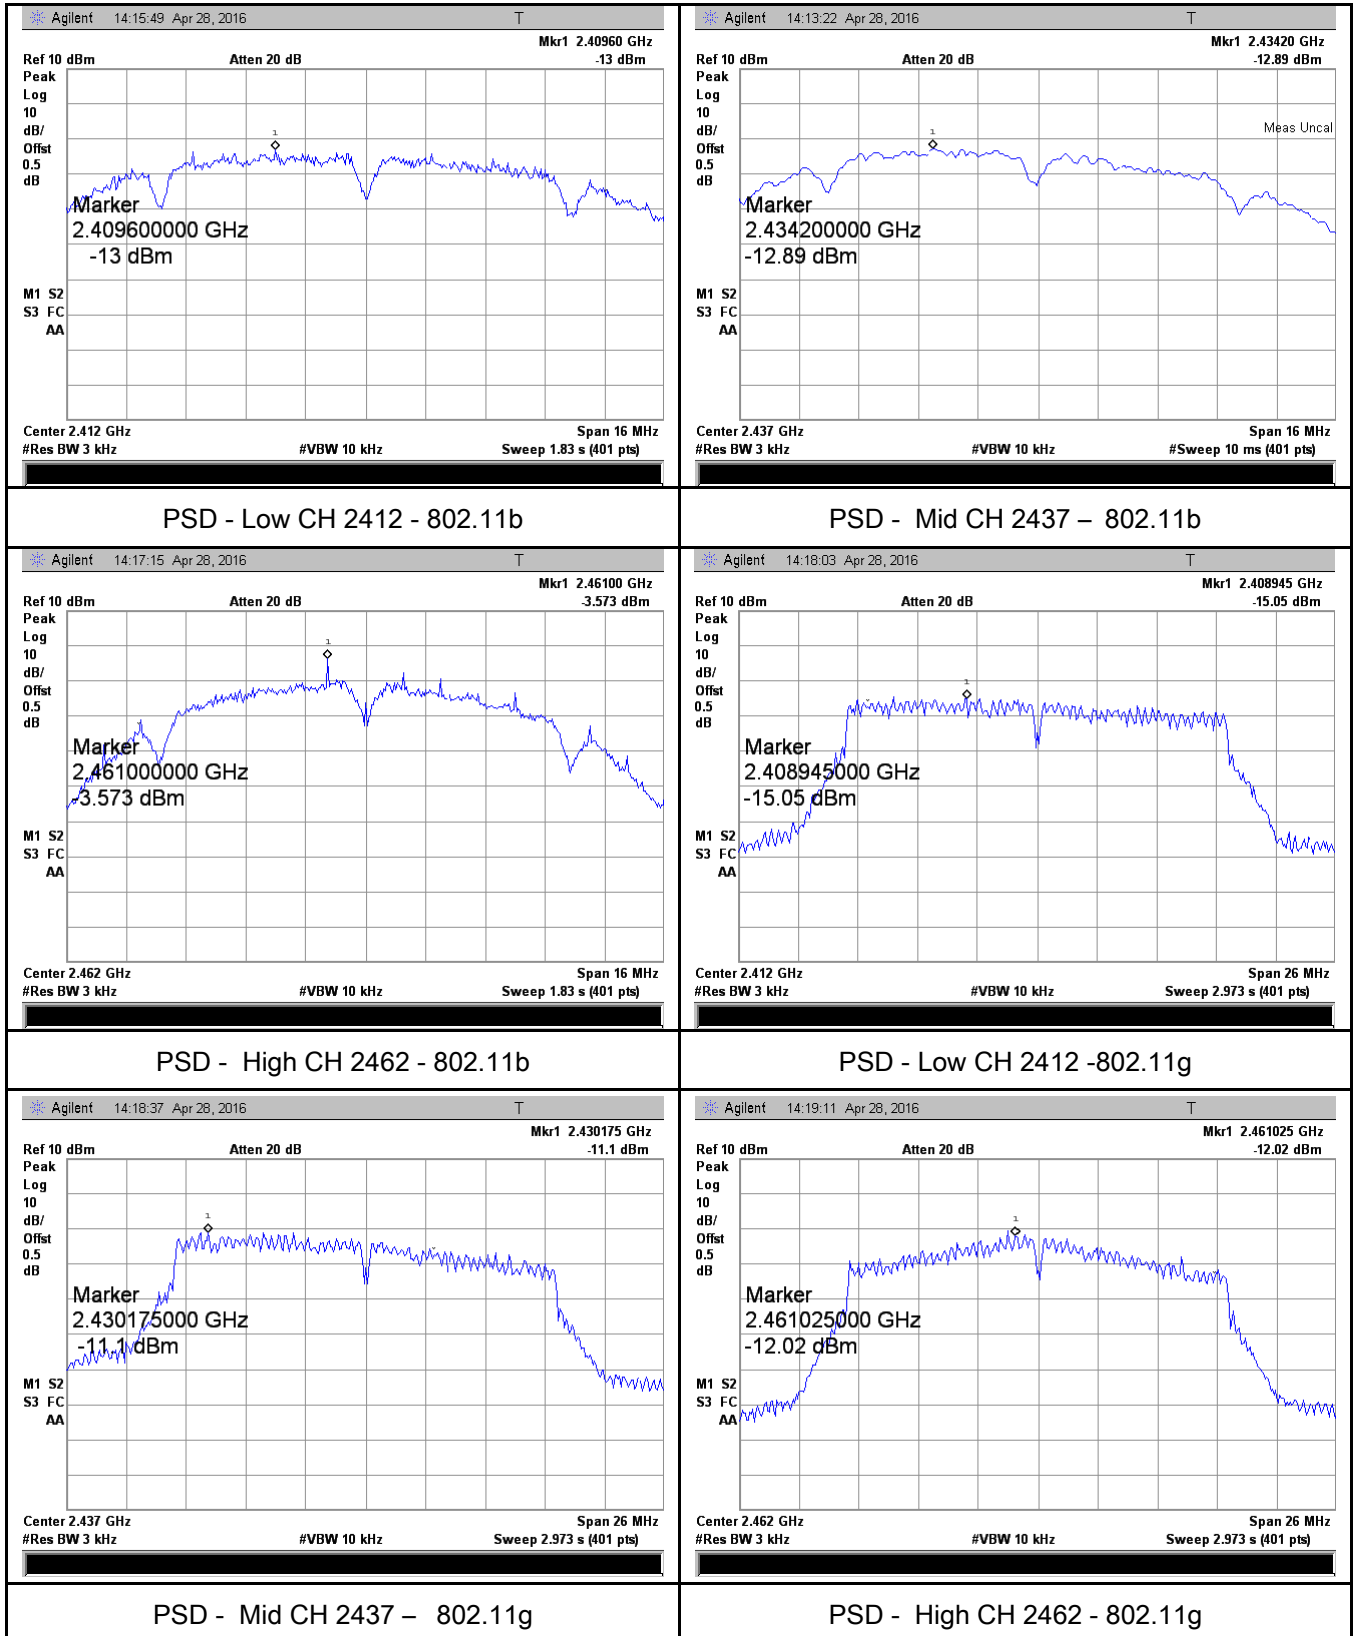 Agilent 14:15:49 Apr 28, 2016 T
Mkr1 2.40960 GHz
Ref 10 dBm Atten 20 dB -13 dBm
Peak
Log
10
dB/
Offst
0.5
dB
1
Marker
2.409600000 GHz
-13 dBm
M1 S2
S3 FC
AA
Center 2.412 GHz Span 16 MHz
#Res BW 3 kHz #VBW 10 kHz Sweep 1.83 s (401 pts)
PSD - Low CH 2412 - 802.11b
Agilent 14:13:22 Apr 28, 2016 T
Mkr1 2.43420 GHz
Ref 10 dBm Atten 20 dB -12.89 dBm
Peak
Log
10
dB/
Offst
0.5
dB
1
Meas Uncal
Marker
2.434200000 GHz
-12.89 dBm
M1 S2
S3 FC
AA
Center 2.437 GHz Span 16 MHz
#Res BW 3 kHz #VBW 10 kHz #Sweep 10 ms (401 pts)
PSD - Mid CH 2437 – 802.11b
Agilent 14:17:15 Apr 28, 2016 T
Mkr1 2.46100 GHz
Ref 10 dBm Atten 20 dB -3.573 dBm
Peak
Log
10
dB/
Offst
0.5
dB
1
Marker
2.461000000 GHz
-3.573 dBm
M1 S2
S3 FC
AA
Center 2.462 GHz Span 16 MHz
#Res BW 3 kHz #VBW 10 kHz Sweep 1.83 s (401 pts)
PSD - High CH 2462 - 802.11b
Agilent 14:18:03 Apr 28, 2016 T
Mkr1 2.408945 GHz
Ref 10 dBm Atten 20 dB -15.05 dBm
Peak
Log
10
dB/
Offst
0.5
dB
1
Marker
2.408945000 GHz
-15.05 dBm
M1 S2
S3 FC
AA
Center 2.412 GHz Span 26 MHz
#Res BW 3 kHz #VBW 10 kHz Sweep 2.973 s (401 pts)
PSD - Low CH 2412 -802.11g
Agilent 14:18:37 Apr 28, 2016 T
Mkr1 2.430175 GHz
Ref 10 dBm Atten 20 dB -11.1 dBm
Peak
Log
10
dB/
Offst
0.5
dB
1
Marker
2.430175000 GHz
-11.1 dBm
M1 S2
S3 FC
AA
Center 2.437 GHz Span 26 MHz
#Res BW 3 kHz #VBW 10 kHz Sweep 2.973 s (401 pts)
PSD - Mid CH 2437 – 802.11g
Agilent 14:19:11 Apr 28, 2016 T
Mkr1 2.461025 GHz
Ref 10 dBm Atten 20 dB -12.02 dBm
Peak
Log
10
dB/
Offst
0.5
dB
1
Marker
2.461025000 GHz
-12.02 dBm
M1 S2
S3 FC
AA
Center 2.462 GHz Span 26 MHz
#Res BW 3 kHz #VBW 10 kHz Sweep 2.973 s (401 pts)
PSD - High CH 2462 - 802.11g